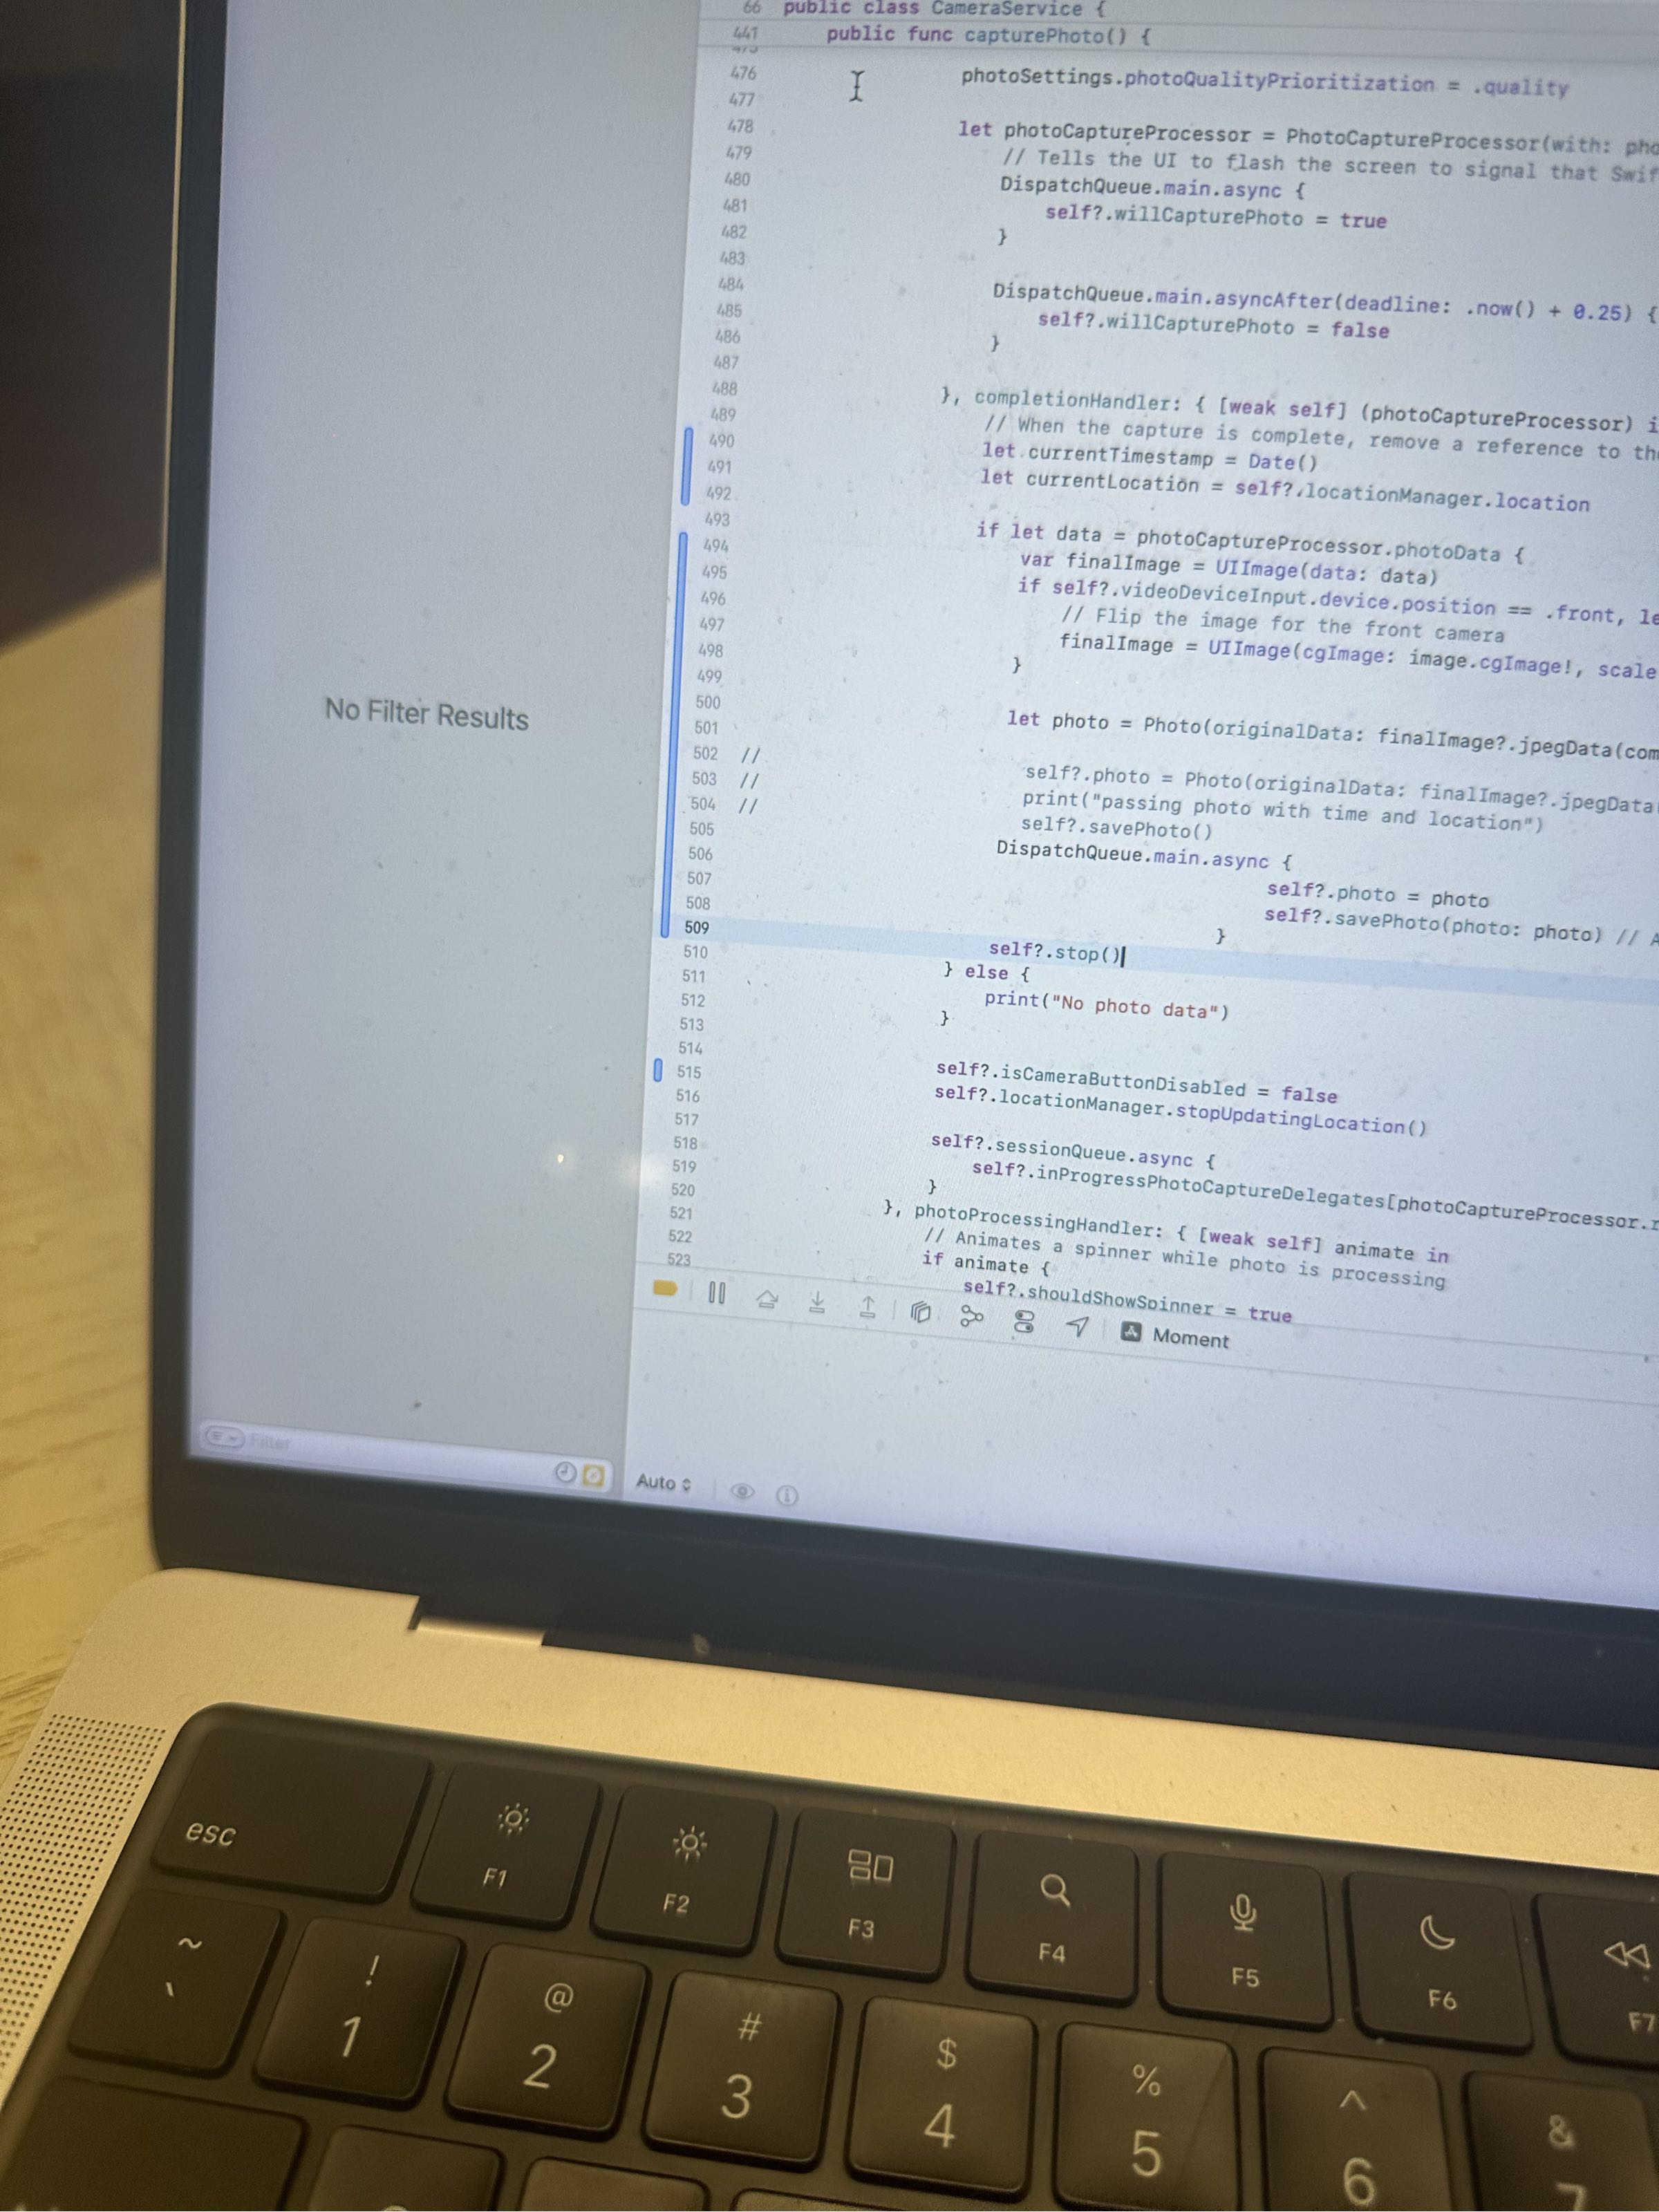 66 public class CameraService {
441 public func capturePhoto() {
476 photoSettings.photoQualityPrioritization = .quality
477
478 let photoCaptureProcessor = PhotoCaptureProcessor(with: pho
479 // Tells the UI to flash the screen to signal that Swif
480 DispatchQueue.main.async {
481 self?.willCapturePhoto = true
482 }
483
484 DispatchQueue.main.asyncAfter(deadline: .now() + 0.25) {
485 self?.willCapturePhoto = false
486 }
487
488 }, completionHandler: { [weak self] (photoCaptureProcessor) i
489 // When the capture is complete, remove a reference to th
490 let currentTimestamp = Date()
491 let currentLocation = self?.locationManager.location
492
493 if let data = photoCaptureProcessor.photoData {
494 var finalImage = UIImage(data: data)
495 if self?.videoDeviceInput.device.position == .front, le
496 // Flip the image for the front camera
497 finalImage = UIImage(cgImage: image.cgImage!, scale
498 }
499
500 let photo = Photo(originalData: finalImage?.jpegData(com
501
502 // self?.photo = Photo(originalData: finalImage?.jpegData(
503 // print("passing photo with time and location")
504 // self?.savePhoto()
505 DispatchQueue.main.async {
506 self?.photo = photo
507 self?.savePhoto(photo: photo) // A
508 }
509 self?.stop()
510 } else {
511 print("No photo data")
512 }
513
514 self?.isCameraButtonDisabled = false
515 self?.locationManager.stopUpdatingLocation()
516
517 self?.sessionQueue.async {
518 self?.inProgressPhotoCaptureDelegates[photoCaptureProcessor.r
519 }
520 }, photoProcessingHandler: { [weak self] animate in
521 // Animates a spinner while photo is processing
522 if animate {
523 self?.shouldShowSpinner = true
No Filter Results
Moment
Filter
Auto
esc
F1
F2
F3
F4
F5
F6
F7
~ ! @ # $ % ^ &
` 1 2 3 4 5 6 7